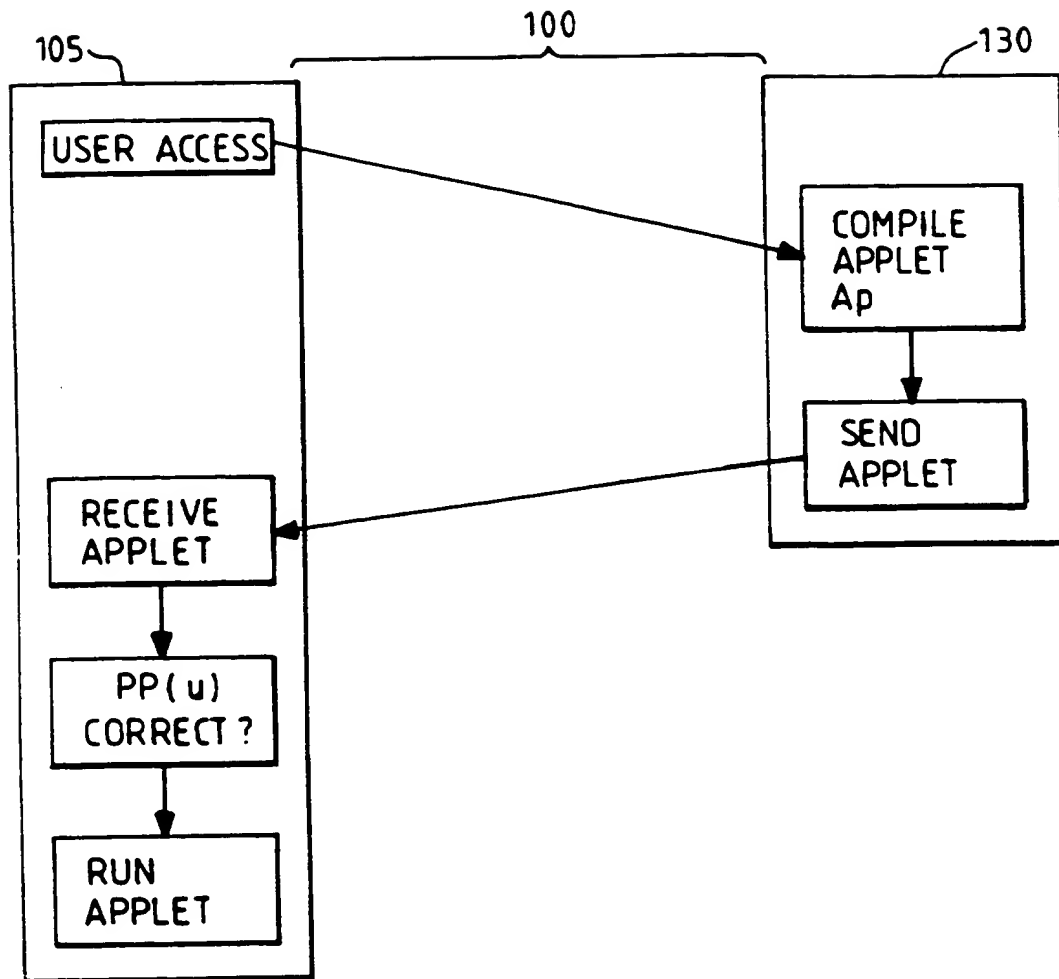 105
100
130
USER ACCESS
COMPILE
APPLET
Ap
SEND
APPLET
RECEIVE
APPLET
PP(u)
CORRECT?
RUN
APPLET